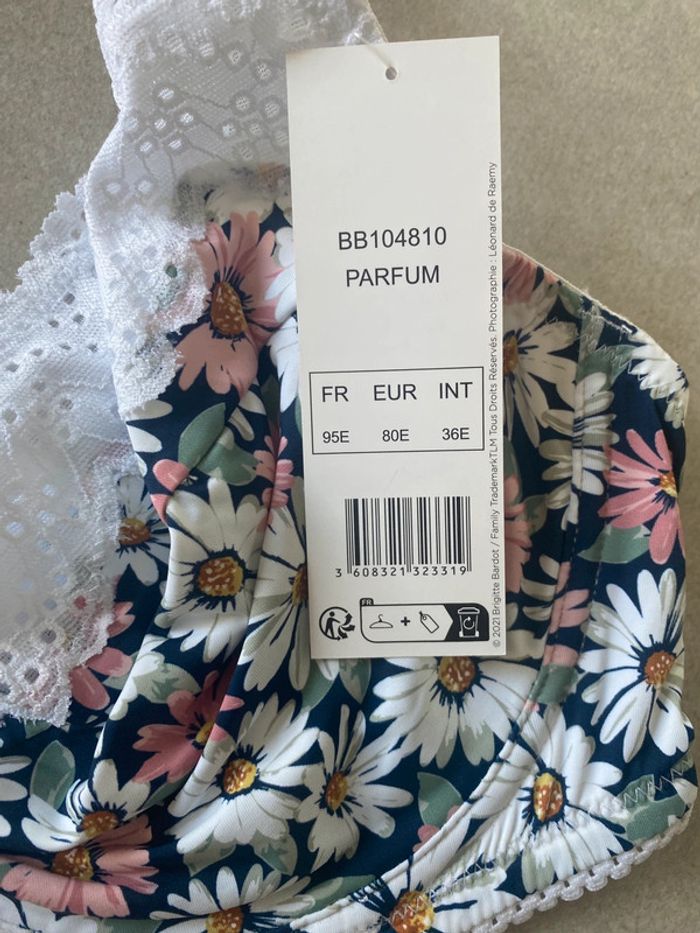 BB104810
PARFUM
FR EUR INT
95E 80E 36E
3 608321 323319
FR
+
© 2021 Brigitte Bardot / Family TrademarkTLM Tous Droits Réservés. Photographie : Léonard de Raemy